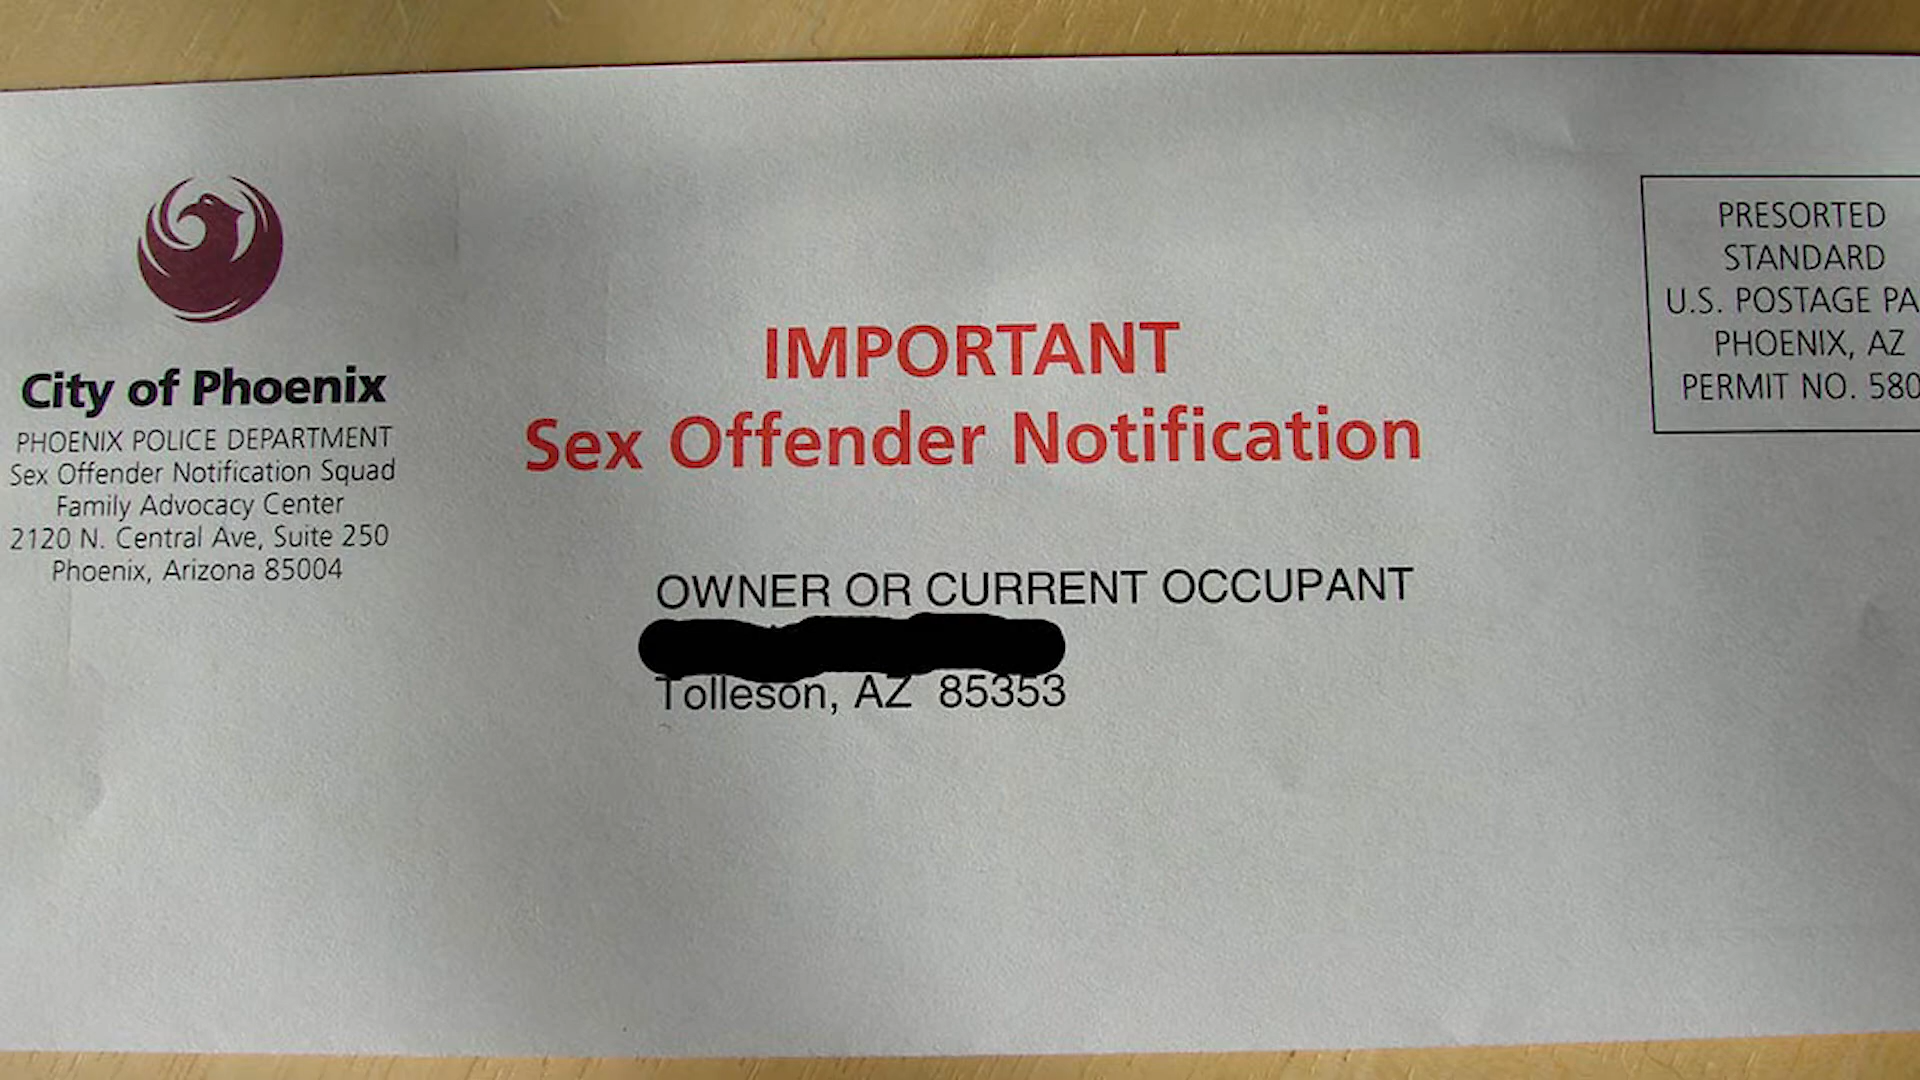 City of Phoenix
PHOENIX POLICE DEPARTMENT
Sex Offender Notification Squad
Family Advocacy Center
2120 N. Central Ave, Suite 250
Phoenix, Arizona 85004
IMPORTANT
Sex Offender Notification
PRESORTED
STANDARD
U.S. POSTAGE PA
PHOENIX, AZ
PERMIT NO. 580
OWNER OR CURRENT OCCUPANT
Tolleson, AZ 85353